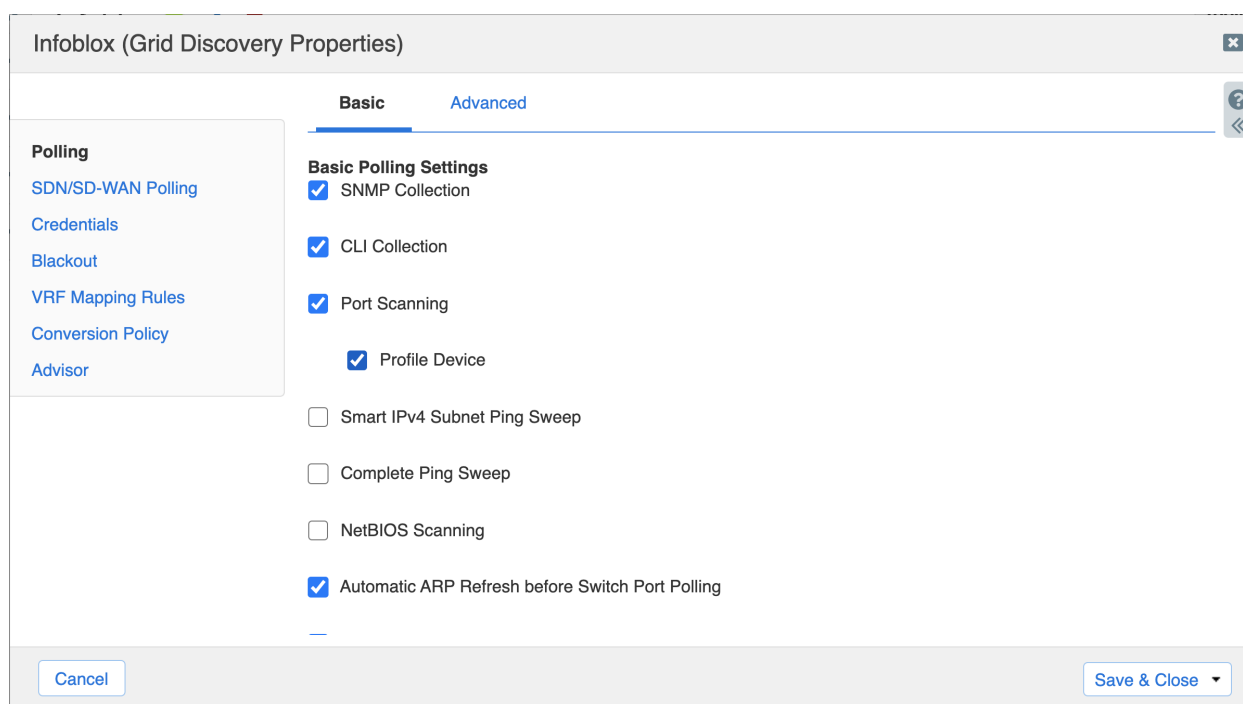 Infoblox (Grid Discovery Properties)
Basic
Advanced
Polling
SDN/SD-WAN Polling
Credentials
Blackout
VRF Mapping Rules
Conversion Policy
Advisor
Basic Polling Settings
SNMP Collection
CLI Collection
Port Scanning
Profile Device
Smart IPv4 Subnet Ping Sweep
Complete Ping Sweep
NetBIOS Scanning
Automatic ARP Refresh before Switch Port Polling
Cancel
Save & Close